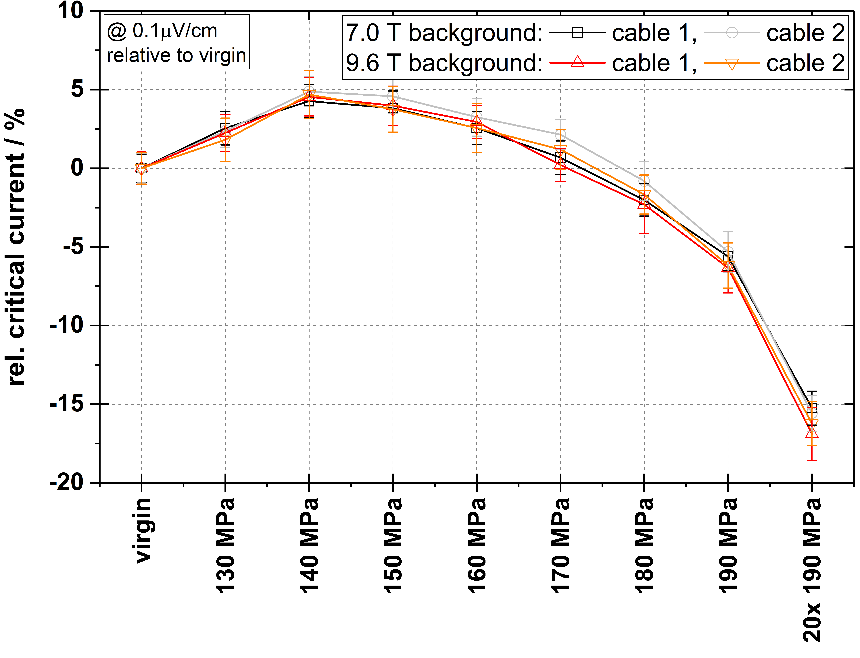 @ 0.1μV/cm
relative to virgin
7.0 T background: cable 1, cable 2
9.6 T background: cable 1, cable 2
rel. critical current / %
10
5
0
-5
-10
-15
-20
virgin
130 MPa
140 MPa
150 MPa
160 MPa
170 MPa
180 MPa
190 MPa
20x 190 MPa